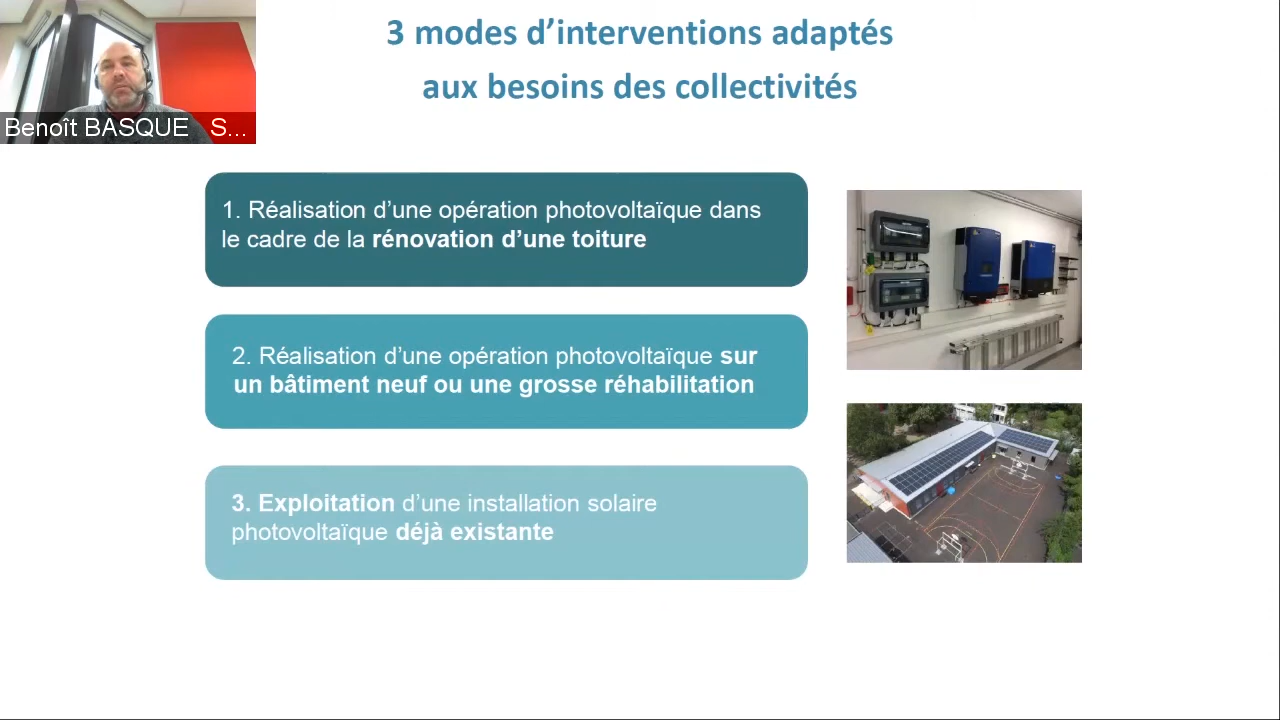 3 modes d’interventions adaptés
aux besoins des collectivités
Benoît BASQUE S...
1. Réalisation d’une opération photovoltaïque dans
le cadre de la rénovation d’une toiture
2. Réalisation d’une opération photovoltaïque sur
un bâtiment neuf ou une grosse réhabilitation
3. Exploitation d’une installation solaire
photovoltaïque déjà existante